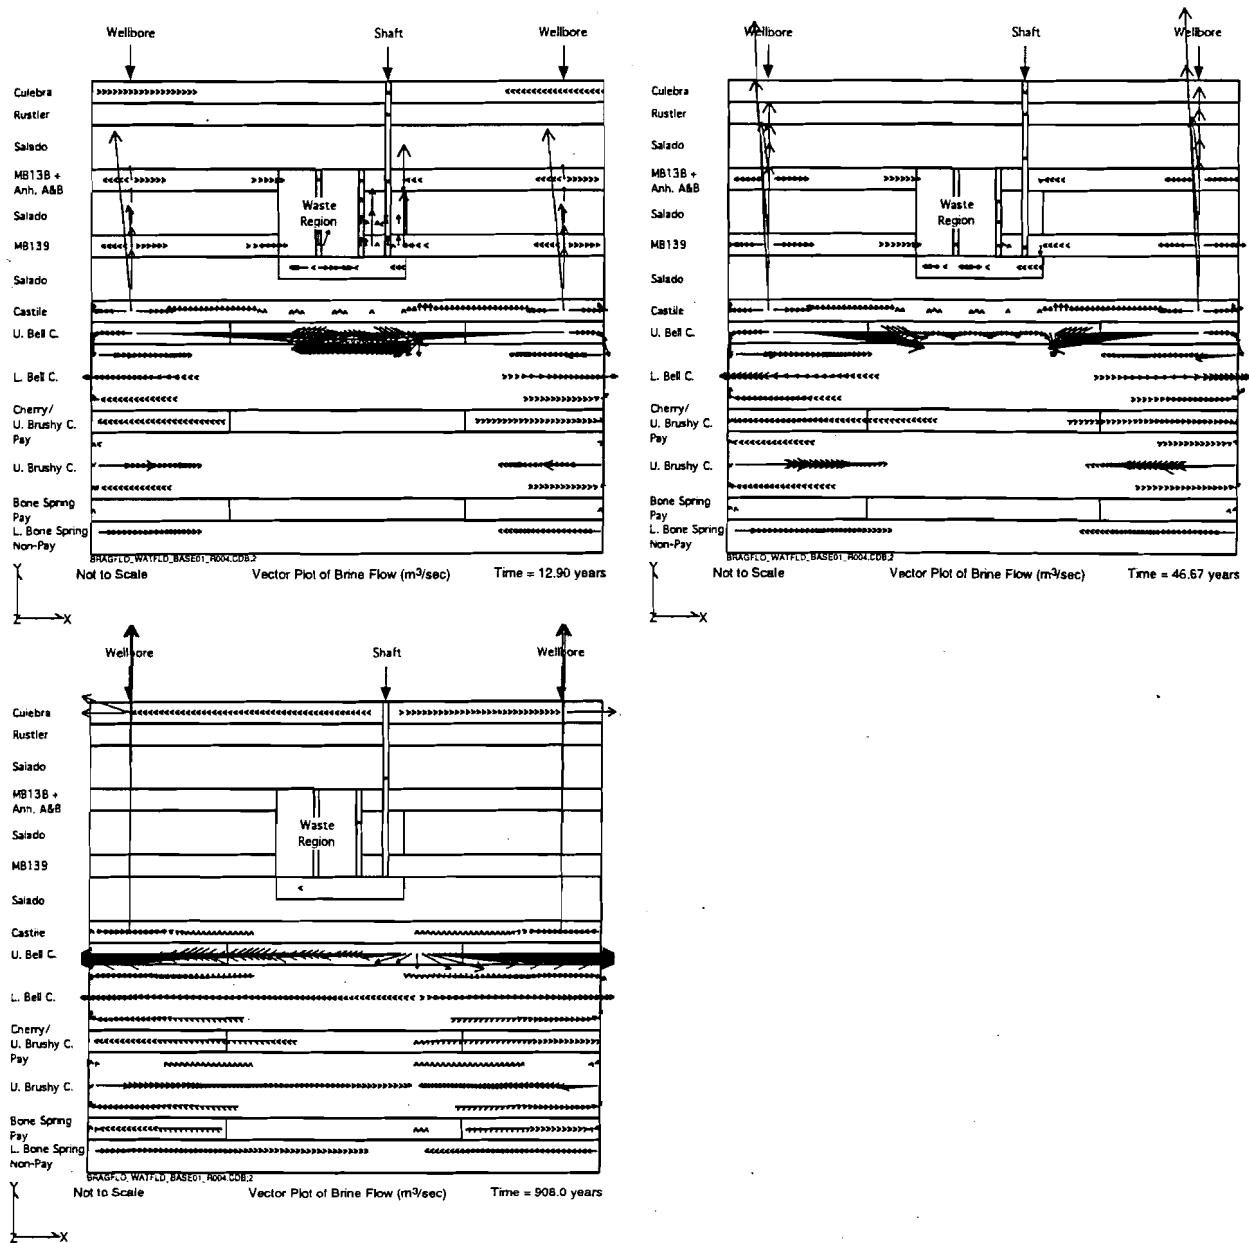 Wellbore Shaft Wellbore
Culebra
Rustler
Salado
MB13B +
Anh. A&B
Salado
Waste
Region
MB139
Salado
Castile
U. Bell C.
L. Bell C.
Cherry/
U. Brushy C.
Pay
U. Brushy C.
Bone Spring
Pay
L. Bone Spring
Non-Pay
BRAGFLO_WATFLD_BASE01_R004.CDB;2
Not to Scale Vector Plot of Brine Flow (m³/sec) Time = 12.90 years
Y
Z X
Wellbore Shaft Wellbore
Culebra
Rustler
Salado
MB13B +
Anh. A&B
Salado
Waste
Region
MB139
Salado
Castile
U. Bell C.
L. Bell C.
Cherry/
U. Brushy C.
Pay
U. Brushy C.
Bone Spring
Pay
L. Bone Spring
Non-Pay
BRAGFLO_WATFLD_BASE01_R004.CDB;2
Not to Scale Vector Plot of Brine Flow (m³/sec) Time = 46.67 years
Y
Z X
Wellbore Shaft Wellbore
Culebra
Rustler
Salado
MB13B +
Anh. A&B
Salado
Waste
Region
MB139
Salado
Castile
U. Bell C.
L. Bell C.
Cherry/
U. Brushy C.
Pay
U. Brushy C.
Bone Spring
Pay
L. Bone Spring
Non-Pay
BRAGFLO_WATFLD_BASE01_R004.CDB;2
Not to Scale Vector Plot of Brine Flow (m³/sec) Time = 908.0 years
Y
Z X